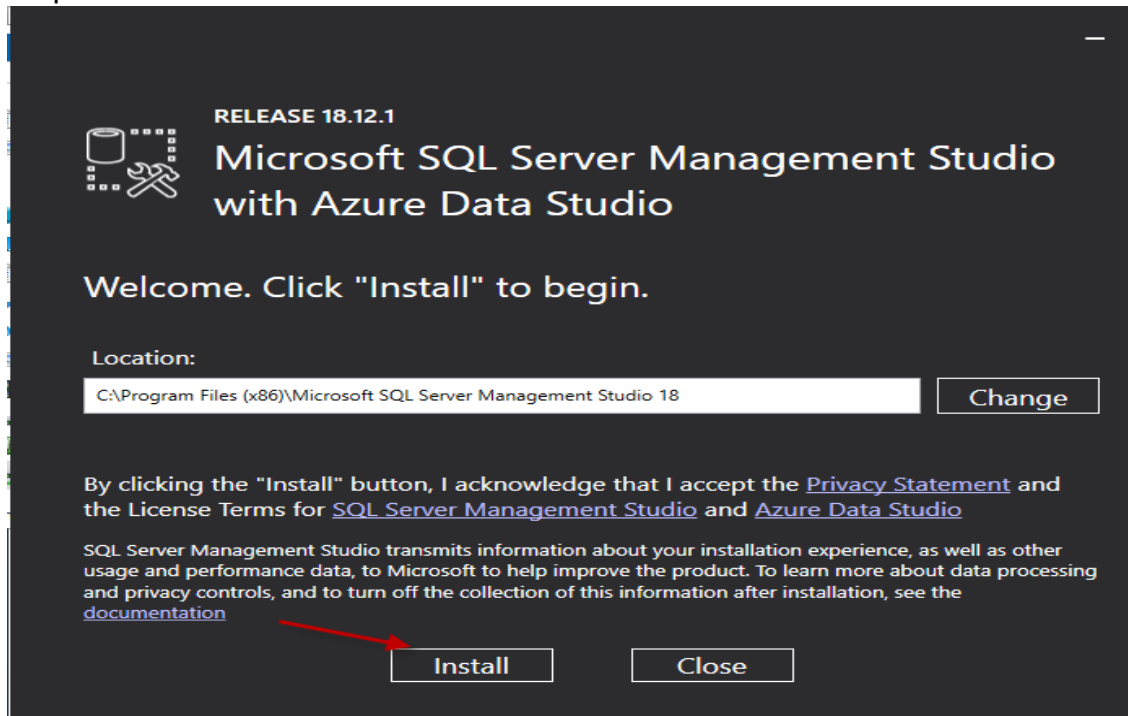 RELEASE 18.12.1
Microsoft SQL Server Management Studio
with Azure Data Studio
Welcome. Click "Install" to begin.
Location:
C:\Program Files (x86)\Microsoft SQL Server Management Studio 18
Change
By clicking the "Install" button, I acknowledge that I accept the Privacy Statement and
the License Terms for SQL Server Management Studio and Azure Data Studio
SQL Server Management Studio transmits information about your installation experience, as well as other
usage and performance data, to Microsoft to help improve the product. To learn more about data processing
and privacy controls, and to turn off the collection of this information after installation, see the
documentation
Install
Close